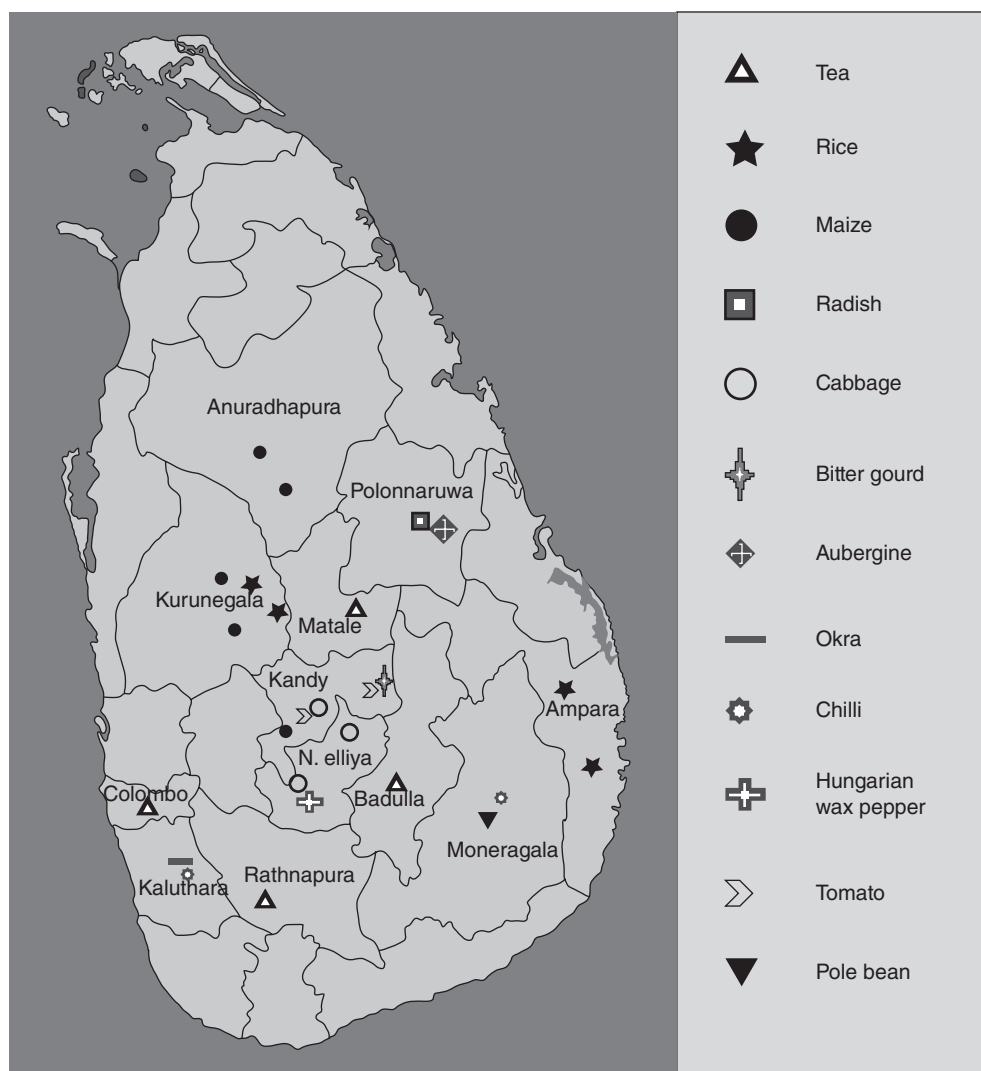 Anuradhapura
Polonnaruwa
Kurunegala
Matale
Kandy
Ampara
N. elliya
Colombo
Badulla
Moneragala
Kaluthara
Rathnapura
Tea
Rice
Maize
Radish
Cabbage
Bitter gourd
Aubergine
Okra
Chilli
Hungarian
wax pepper
Tomato
Pole bean